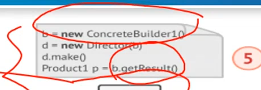 b = new ConcreteBuilder1()
d = new Director(b)
d.make()
Product1 p = b.getResult()
5